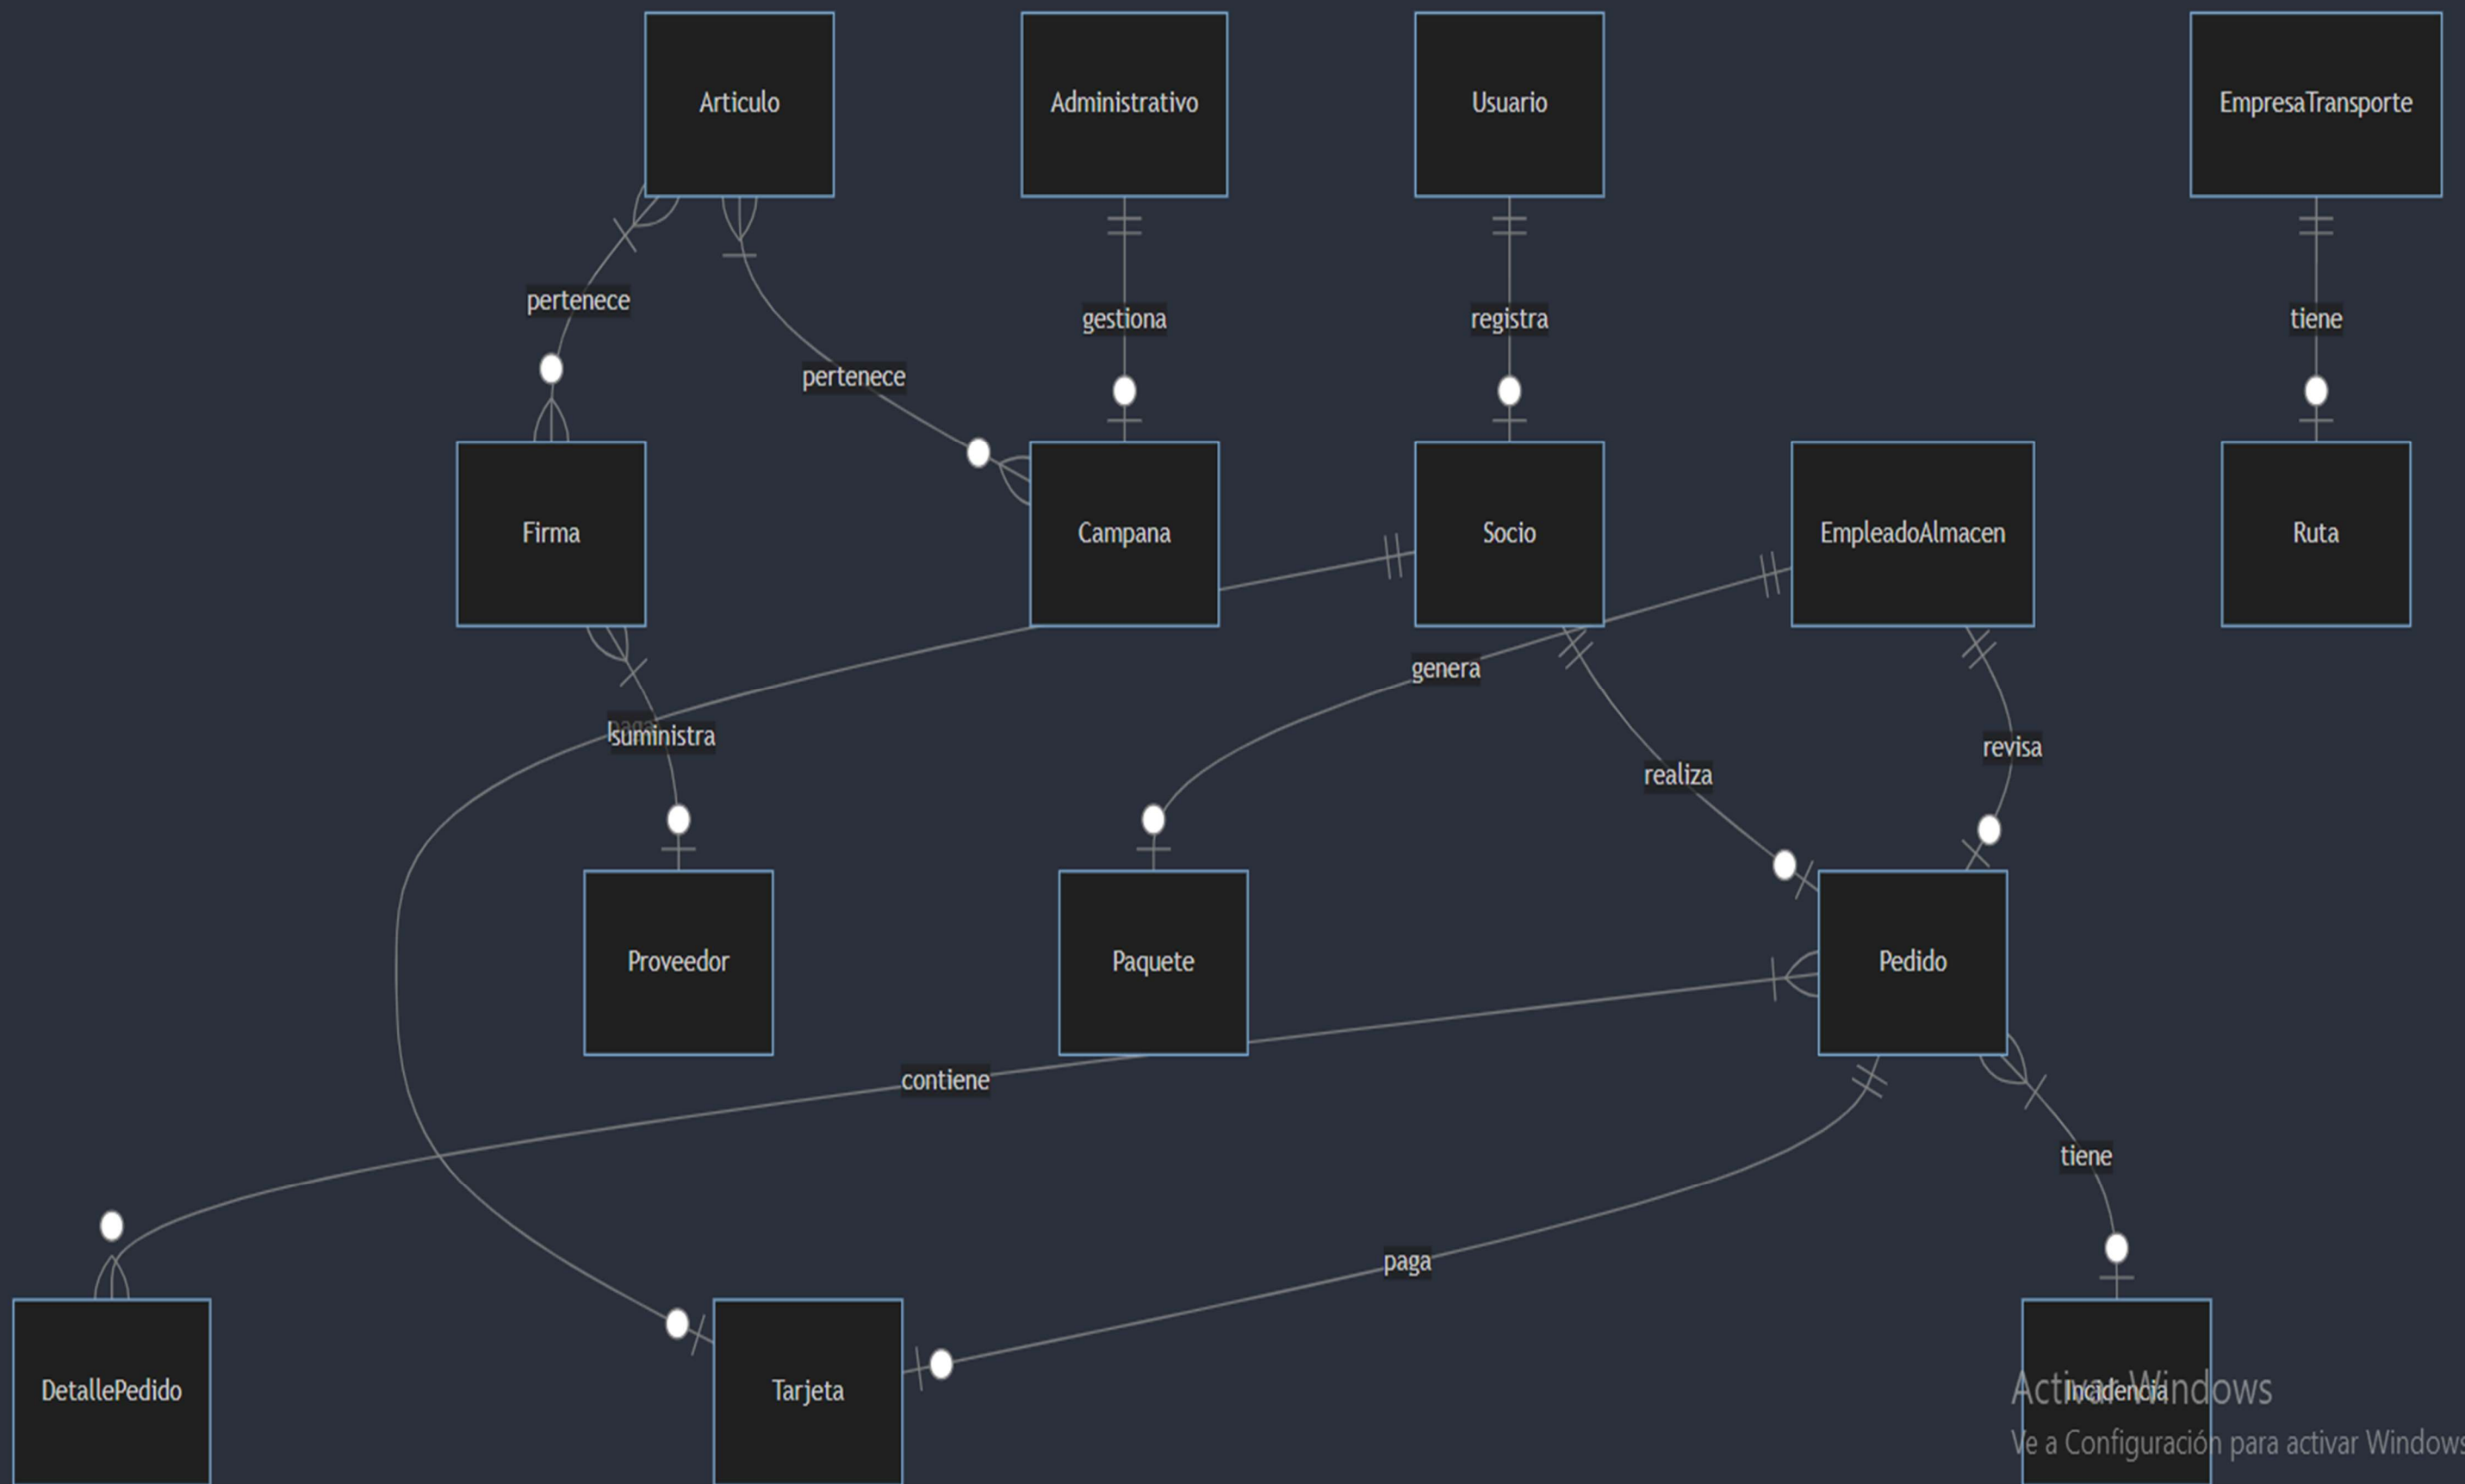 Articulo
Administrativo
Usuario
EmpresaTransporte
pertenece
gestiona
registra
tiene
pertenece
Firma
Campana
Socio
EmpleadoAlmacen
Ruta
genera
paga
suministra
revisa
realiza
Proveedor
Paquete
Pedido
contiene
tiene
paga
DetallePedido
Tarjeta
Incidencia
Activar Windows
Ve a Configuración para activar Windows